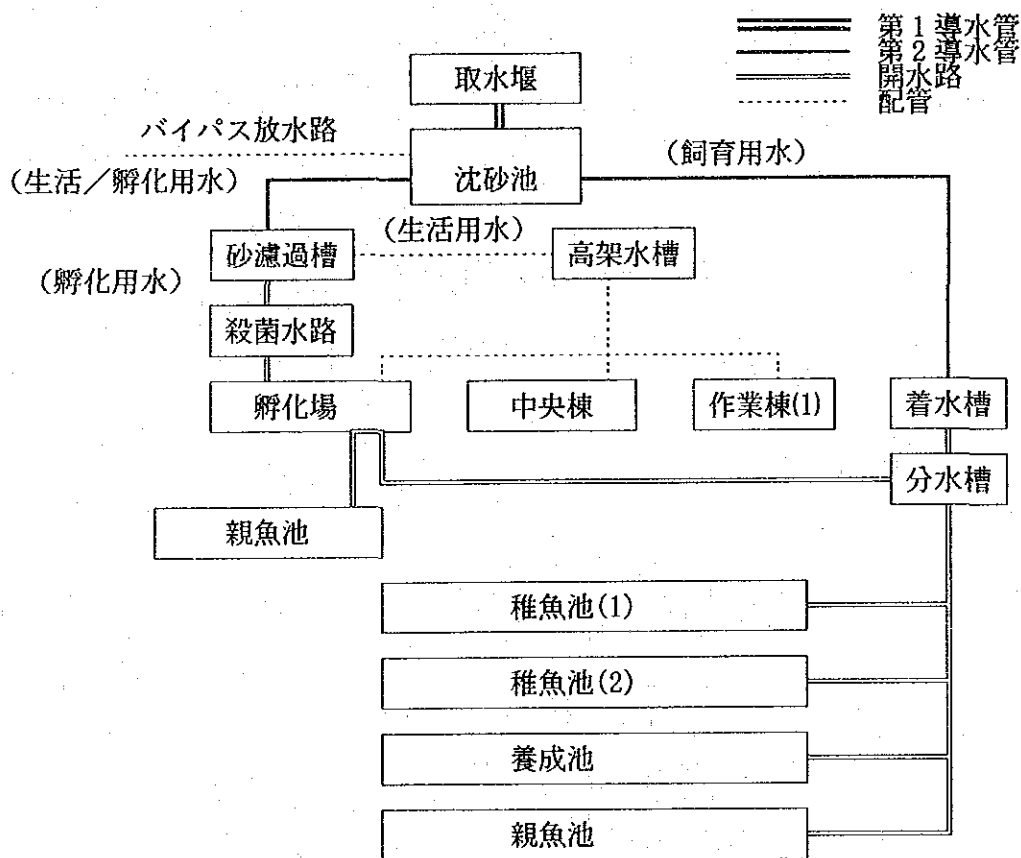 第1導水管
第2導水管
開水路
配管
取水堰
バイパス放水路
(飼育用水)
(生活/孵化用水)
沈砂池
(生活用水)
砂濾過槽
高架水槽
(孵化用水)
殺菌水路
孵化場
中央棟
作業棟(1)
着水槽
分水槽
親魚池
稚魚池(1)
稚魚池(2)
養成池
親魚池